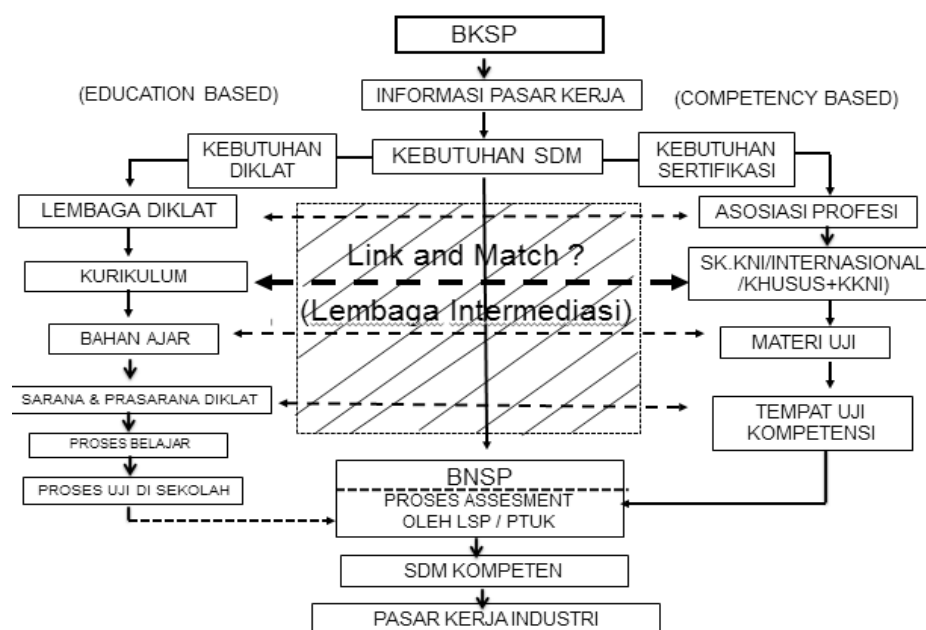 BKSP
(EDUCATION BASED)
INFORMASI PASAR KERJA
(COMPETENCY BASED)
KEBUTUHAN
DIKLAT
KEBUTUHAN SDM
KEBUTUHAN
SERTIFIKASI
LEMBAGA DIKLAT
ASOSIASI PROFESI
Link and Match ?
(Lembaga Intermediasi)
KURIKULUM
SK.KNI/INTERNASIONAL
/KHUSUS+KKNI)
BAHAN AJAR
MATERI UJI
SARANA & PRASARANA DIKLAT
TEMPAT UJI
KOMPETENSI
PROSES BELAJAR
PROSES UJI DI SEKOLAH
BNSP
PROSES ASSESMENT
OLEH LSP / PTUK
SDM KOMPETEN
PASAR KERJA INDUSTRI